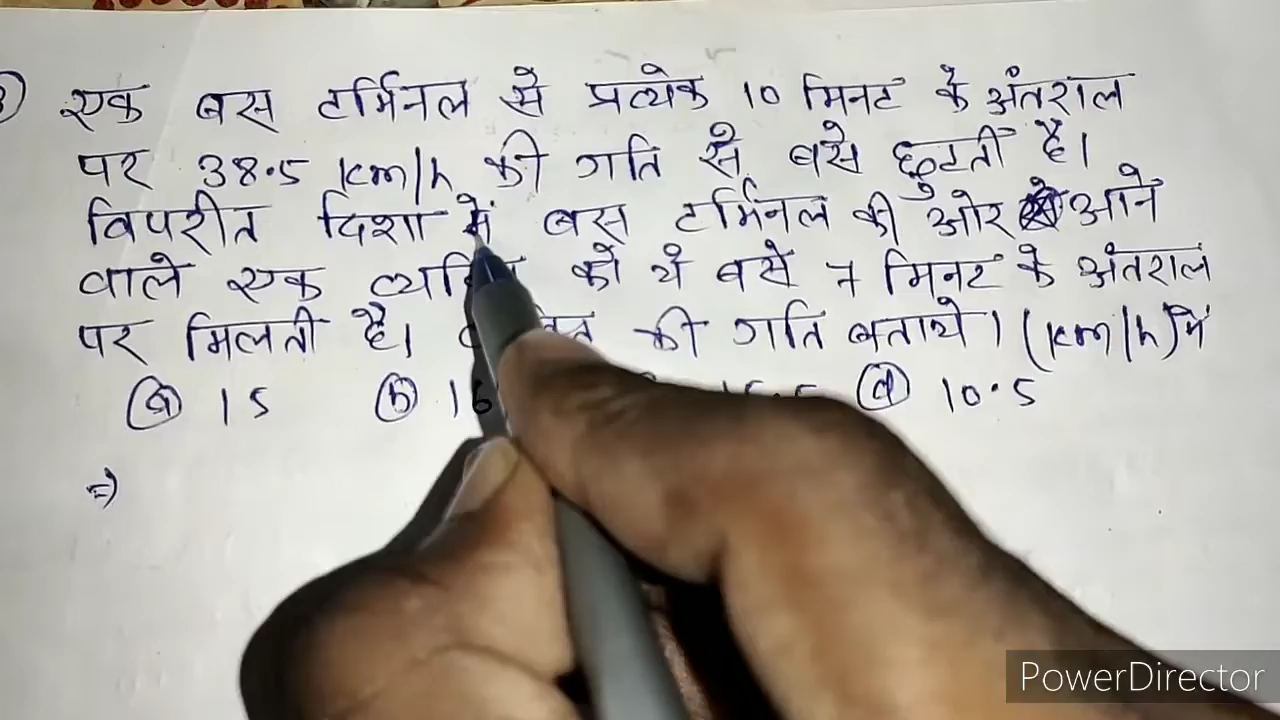 एक बस टर्मिनल से प्रत्येक 10 मिनट के अंतराल
पर 38.5 km/h की गति से बसे छुटती है।
विपरीत दिशा में बस टर्मिनल की ओर आने
वाले एक को ये बसे 7 मिनट के अंतराल
पर मिलती है। की गति बताये। (km/h) में
(a) 15 (b) (d) 10.5
=)
PowerDirector